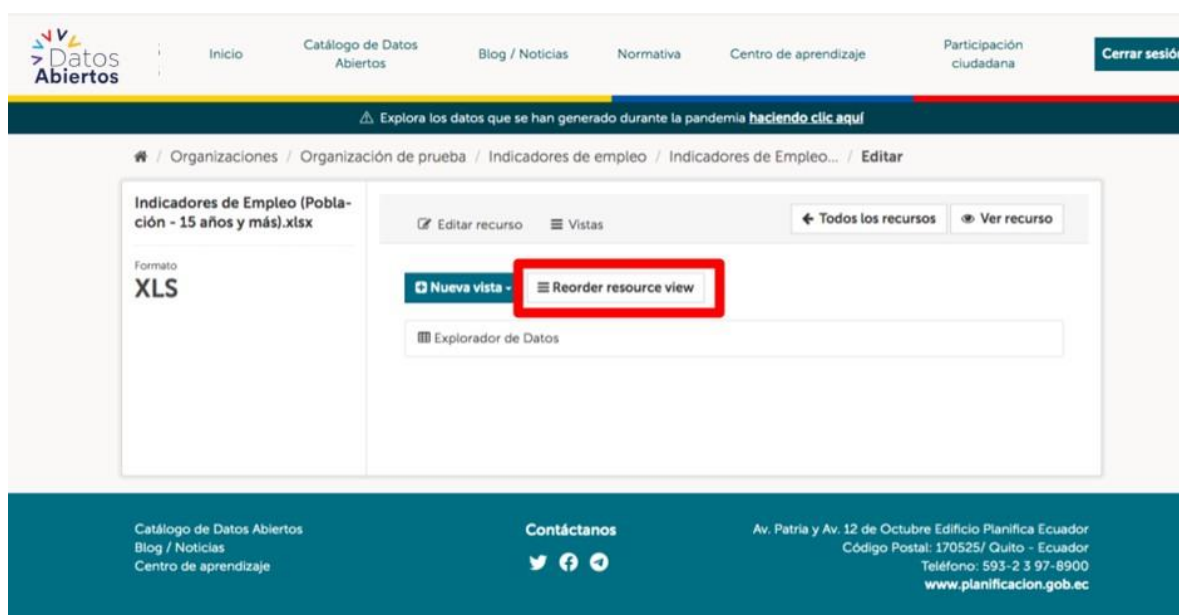 Datos
Abiertos
Inicio
Catálogo de Datos
Abiertos
Blog / Noticias
Normativa
Centro de aprendizaje
Participación
ciudadana
Cerrar sesión
Explora los datos que se han generado durante la pandemia haciendo clic aquí
/ Organizaciones / Organización de prueba / Indicadores de empleo / Indicadores de Empleo... / Editar
Indicadores de Empleo (Pobla-
ción - 15 años y más).xlsx
Formato
XLS
Editar recurso
Vistas
Todos los recursos
Ver recurso
Nueva vista
Reorder resource view
Explorador de Datos
Catálogo de Datos Abiertos
Blog / Noticias
Centro de aprendizaje
Contáctanos
Av. Patria y Av. 12 de Octubre Edificio Planifica Ecuador
Código Postal: 170525/ Quito - Ecuador
Teléfono: 593-2 3 97-8900
www.planificacion.gob.ec